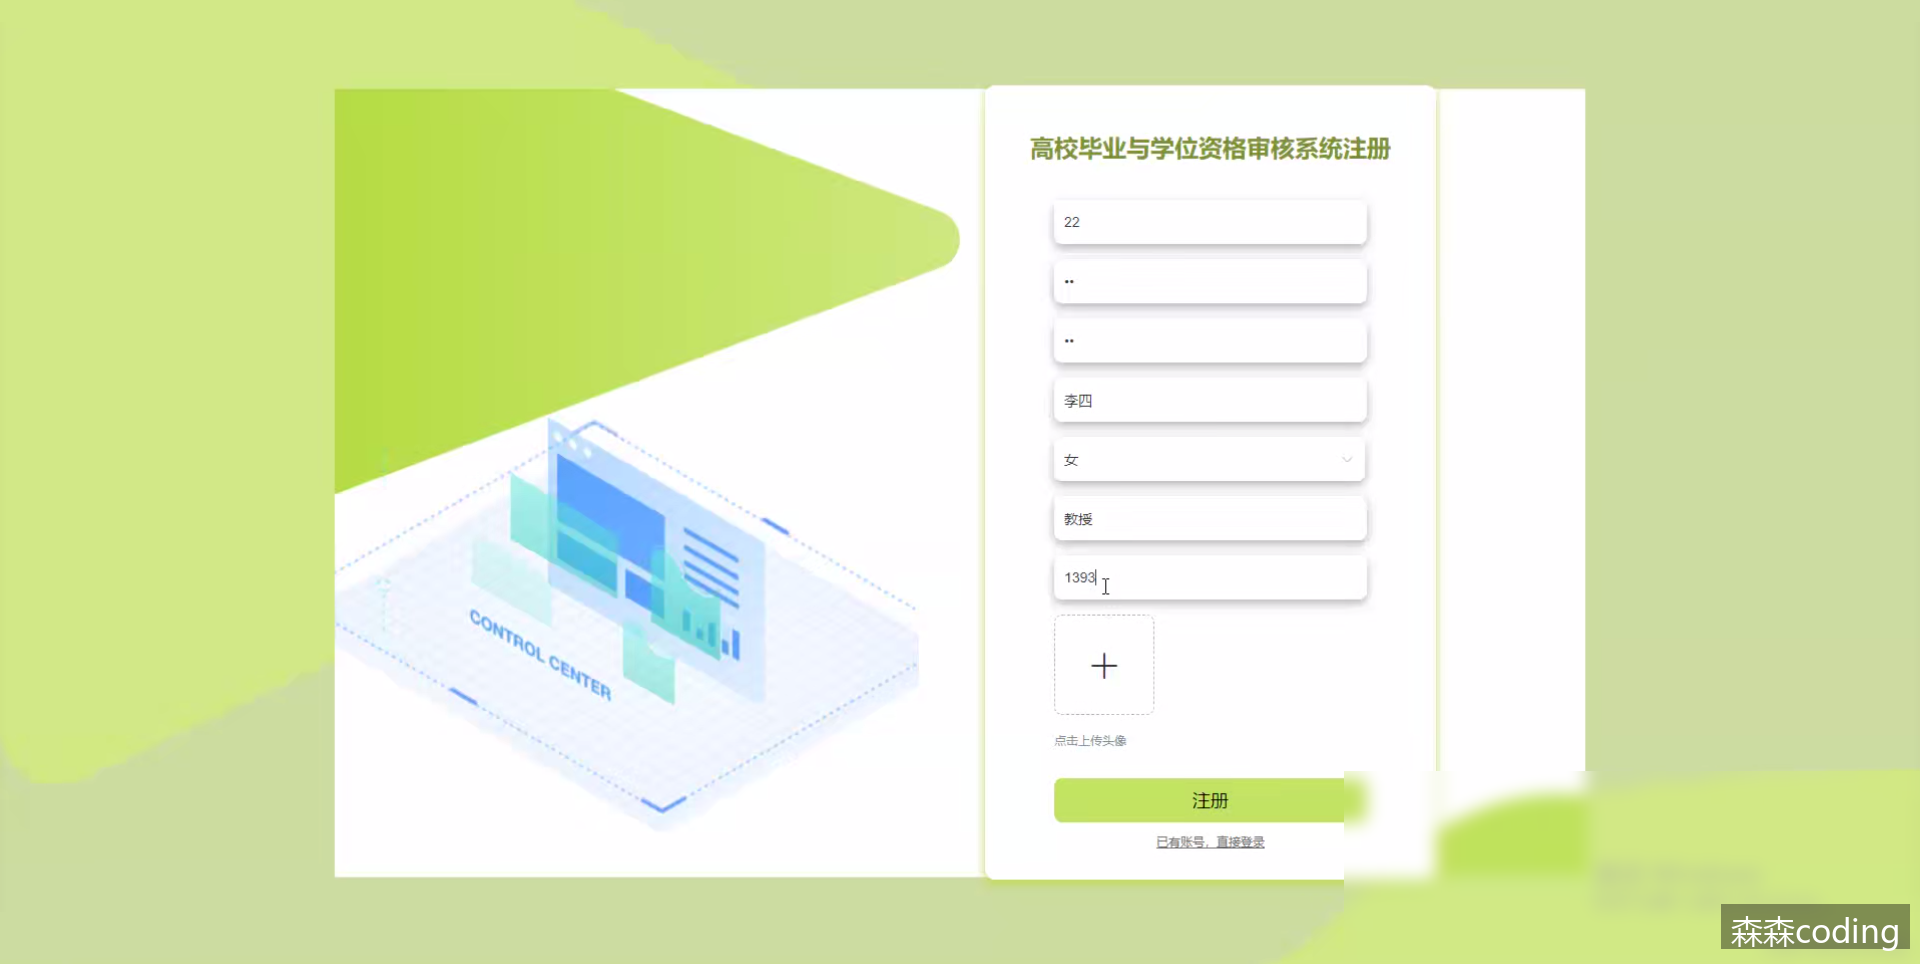 高校毕业与学位资格审核系统注册
22
••
••
李四
女
教授
1393
点击上传头像
注册
已有账号，直接登录
CONTROL CENTER
森森coding